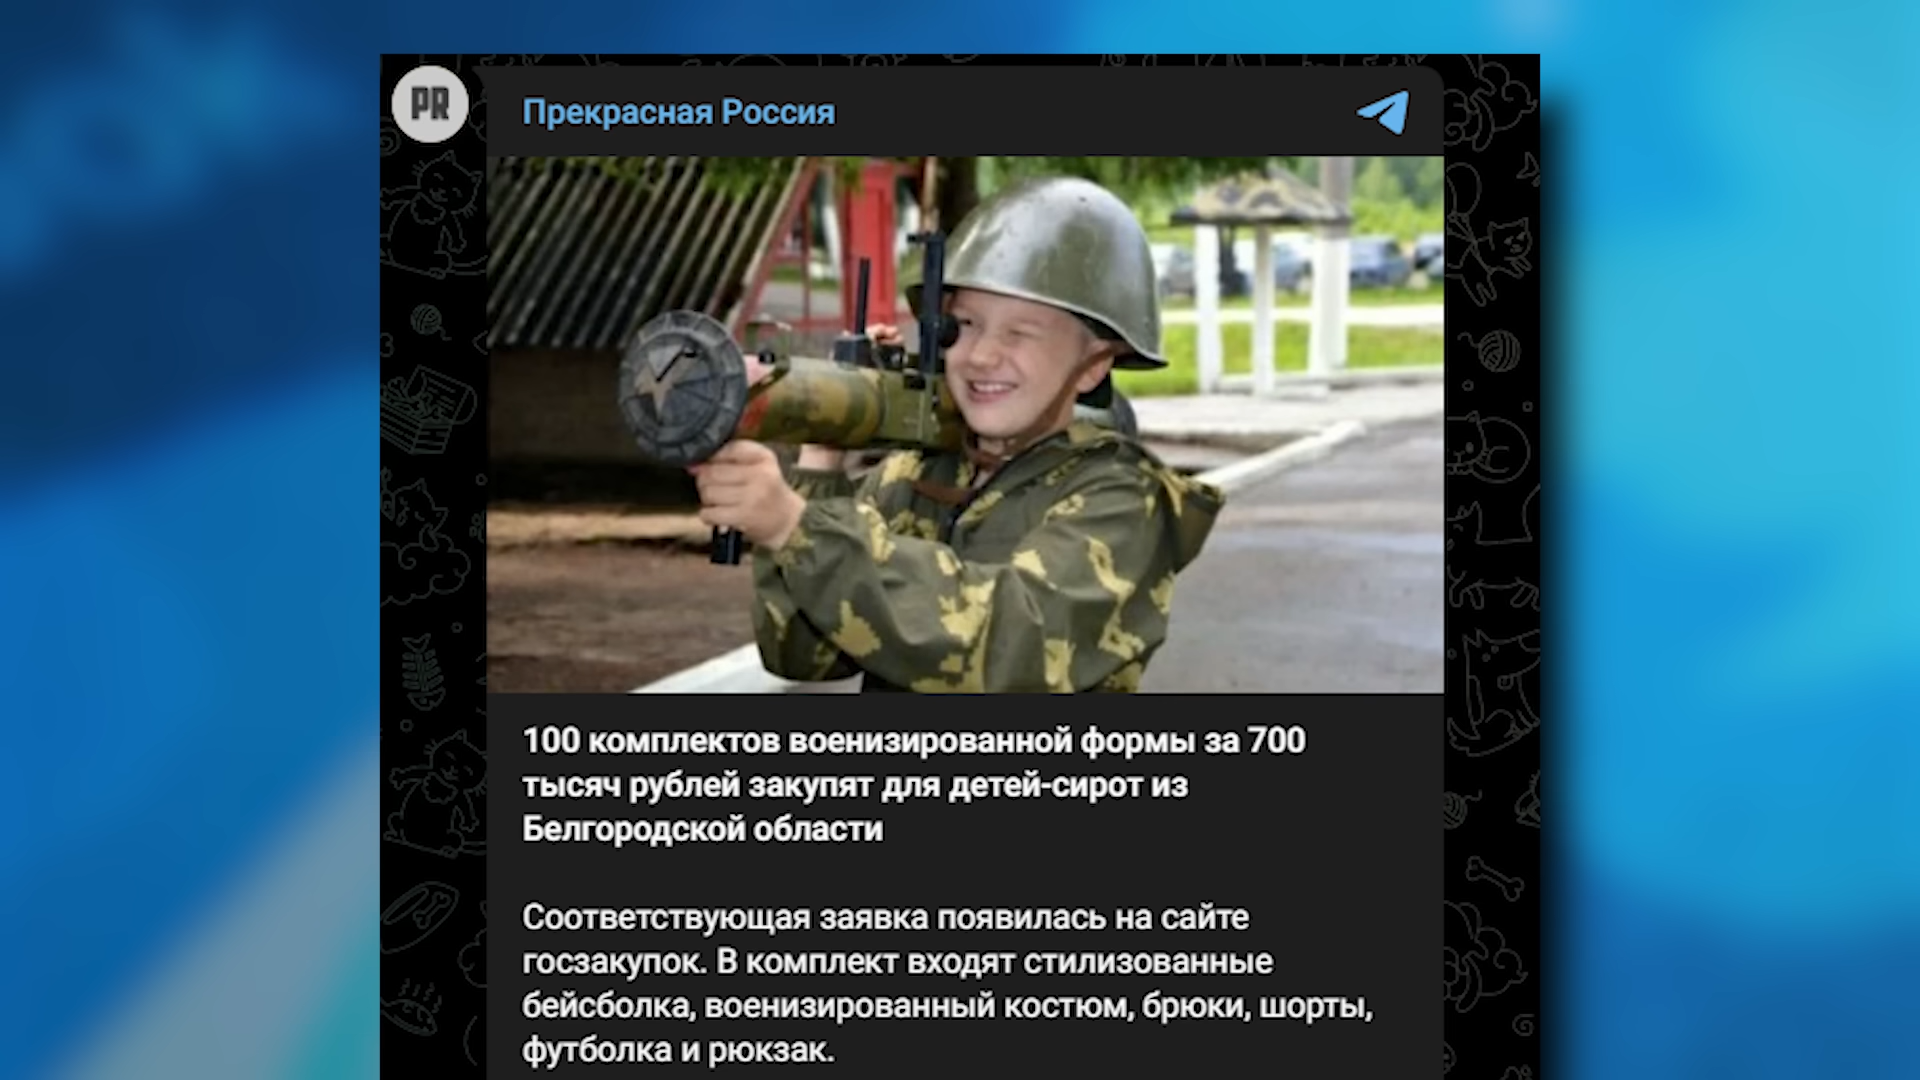 PR
Прекрасная Россия
100 комплектов военизированной формы за 700
тысяч рублей закупят для детей-сирот из
Белгородской области
Соответствующая заявка появилась на сайте
госзакупок. В комплект входят стилизованные
бейсболка, военизированный костюм, брюки, шорты,
футболка и рюкзак.